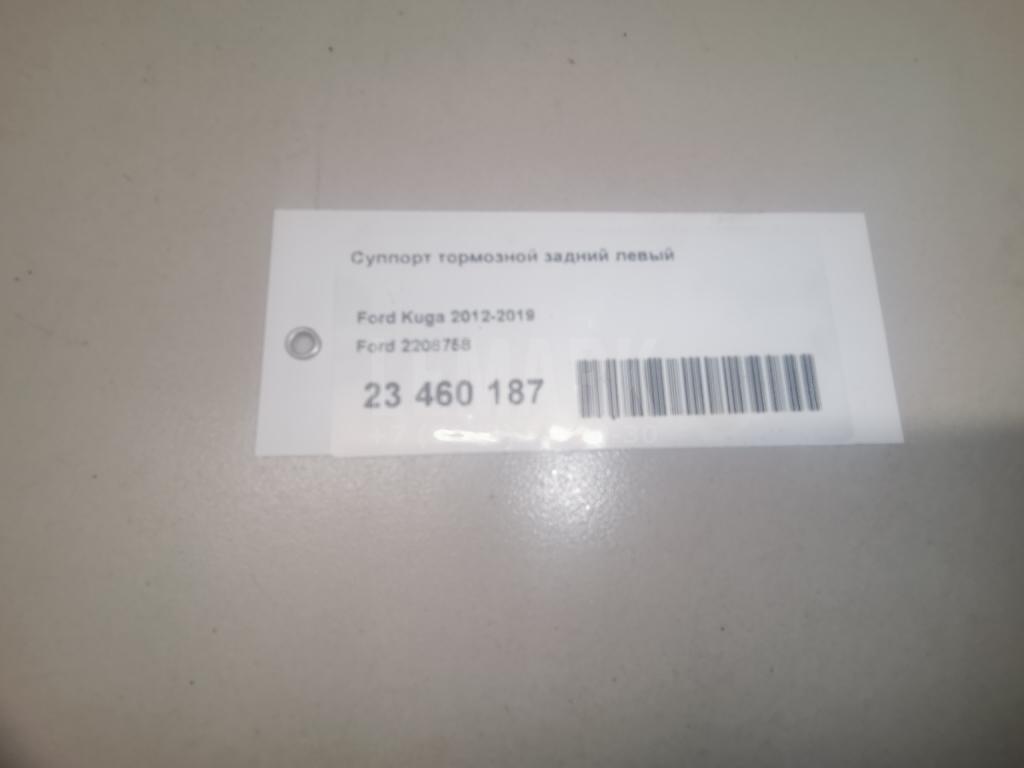 Суппорт тормозной задний левый
Ford Kuga 2012-2019
Ford 2208758
23 460 187